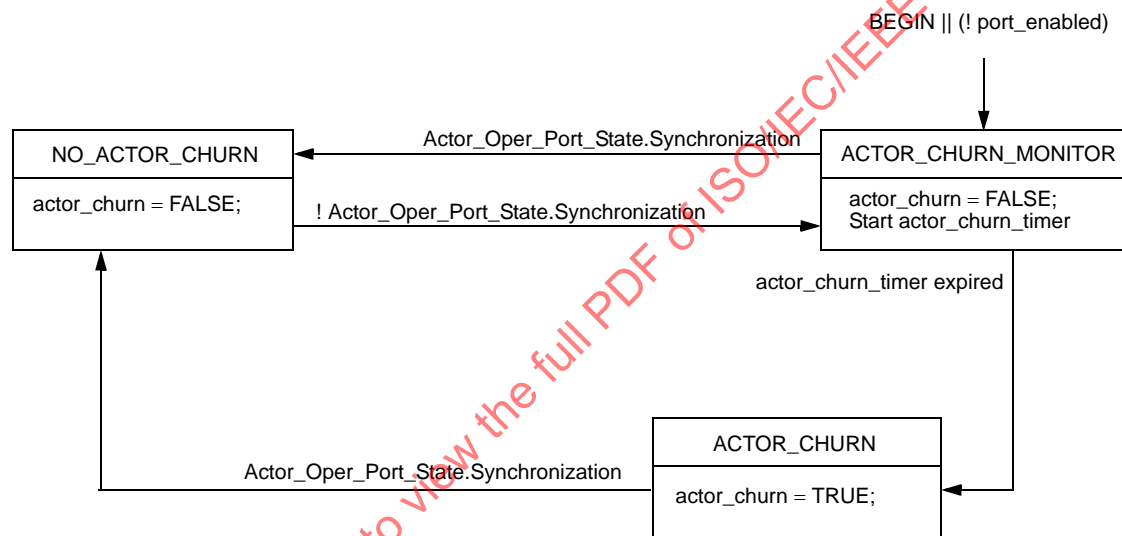 BEGIN || (! port_enabled)
Actor_Oper_Port_State.Synchronization
NO_ACTOR_CHURN
ACTOR_CHURN_MONITOR
actor_churn = FALSE;
! Actor_Oper_Port_State.Synchronization
actor_churn = FALSE;
Start actor_churn_timer
actor_churn_timer expired
ACTOR_CHURN
Actor_Oper_Port_State.Synchronization
actor_churn = TRUE;
to view the full PDF of ISO/IEC/IEEE